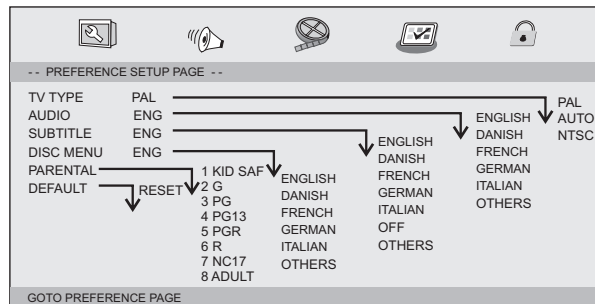 - - PREFERENCE SETUP PAGE - -
TV TYPE PAL
AUDIO ENG
SUBTITLE ENG
DISC MENU ENG
PARENTAL
DEFAULT
RESET
1 KID SAF
2 G
3 PG
4 PG13
5 PGR
6 R
7 NC17
8 ADULT
ENGLISH
DANISH
FRENCH
GERMAN
ITALIAN
OTHERS
ENGLISH
DANISH
FRENCH
GERMAN
ITALIAN
OFF
OTHERS
ENGLISH
DANISH
FRENCH
GERMAN
ITALIAN
OTHERS
PAL
AUTO
NTSC
GOTO PREFERENCE PAGE